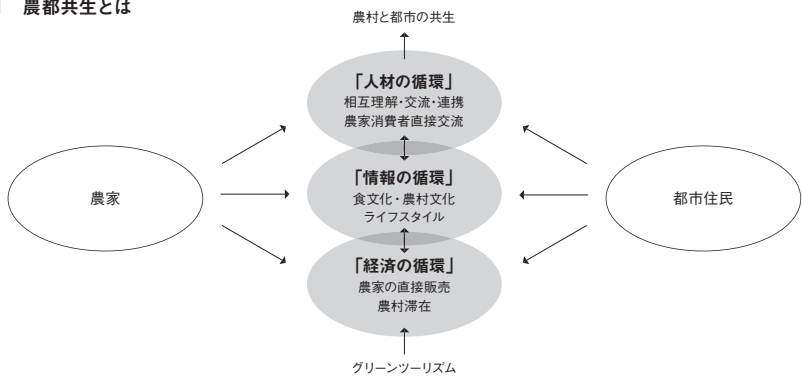 農都共生とは
農村と都市の共生
「人材の循環」
相互理解・交流・連携
農家消費者直接交流
「情報の循環」
食文化・農村文化
ライフスタイル
農家
都市住民
「経済の循環」
農家の直接販売
農村滞在
グリーンツーリズム